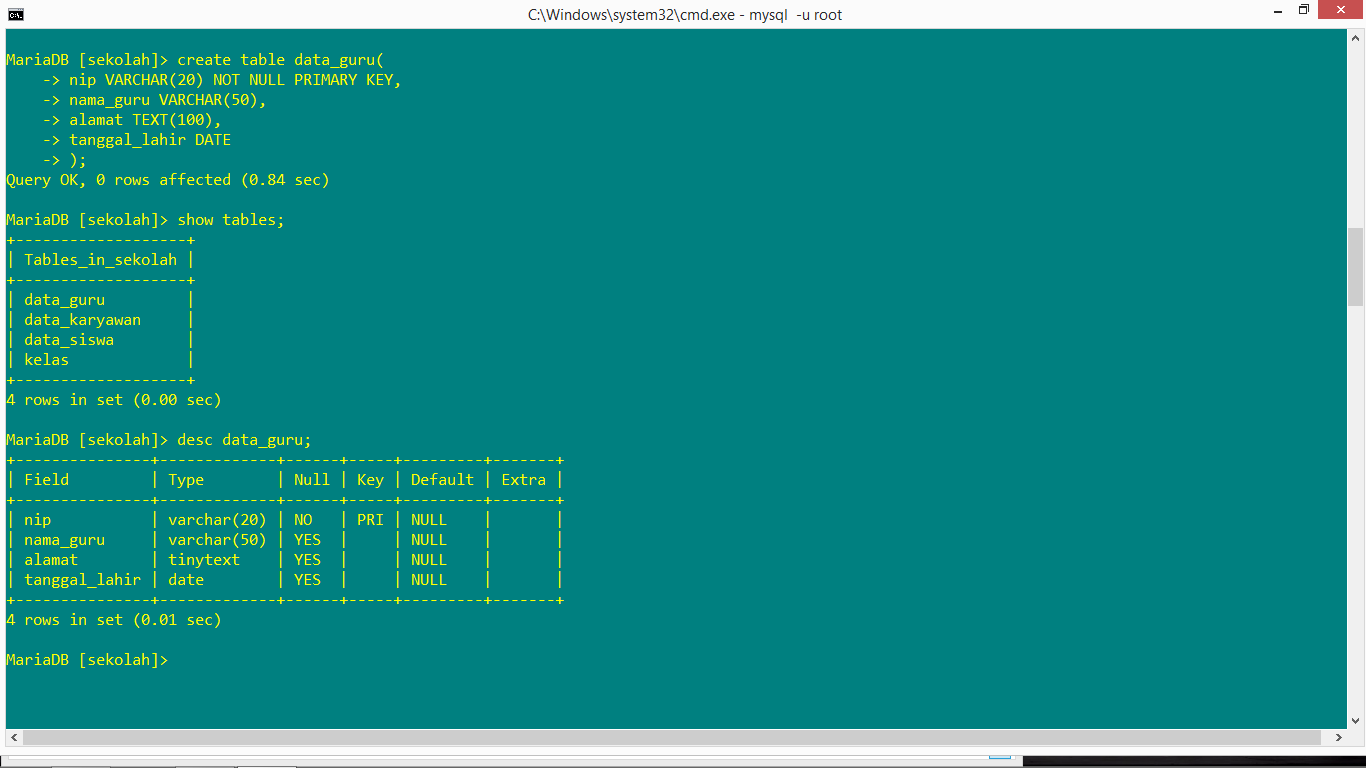 C:\Windows\system32\cmd.exe - mysql  -u root
MariaDB [sekolah]> create table data_guru(
    -> nip VARCHAR(20) NOT NULL PRIMARY KEY,
    -> nama_guru VARCHAR(50),
    -> alamat TEXT(100),
    -> tanggal_lahir DATE
    -> );
Query OK, 0 rows affected (0.84 sec)
MariaDB [sekolah]> show tables;
+-------------------+
| Tables_in_sekolah |
+-------------------+
| data_guru         |
| data_karyawan     |
| data_siswa        |
| kelas             |
+-------------------+
4 rows in set (0.00 sec)
MariaDB [sekolah]> desc data_guru;
+---------------+-------------+------+-----+---------+-------+
| Field         | Type        | Null | Key | Default | Extra |
+---------------+-------------+------+-----+---------+-------+
| nip           | varchar(20) | NO   | PRI | NULL    |       |
| nama_guru     | varchar(50) | YES  |     | NULL    |       |
| alamat        | tinytext    | YES  |     | NULL    |       |
| tanggal_lahir | date        | YES  |     | NULL    |       |
+---------------+-------------+------+-----+---------+-------+
4 rows in set (0.01 sec)
MariaDB [sekolah]>